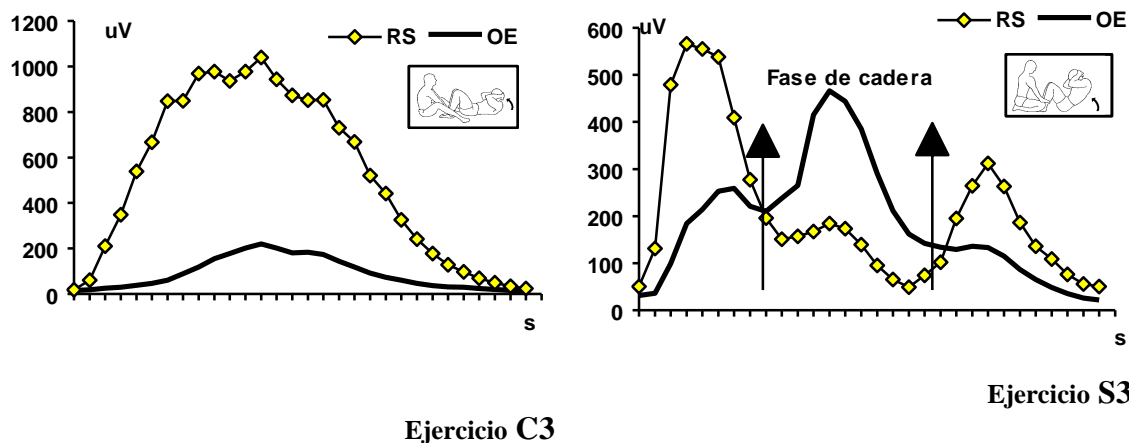 uV
RS
OE
1200
1000
800
600
400
200
0
s
Ejercicio C3
uV
RS
OE
Fase de cadera
600
500
400
300
200
100
0
s
Ejercicio S3